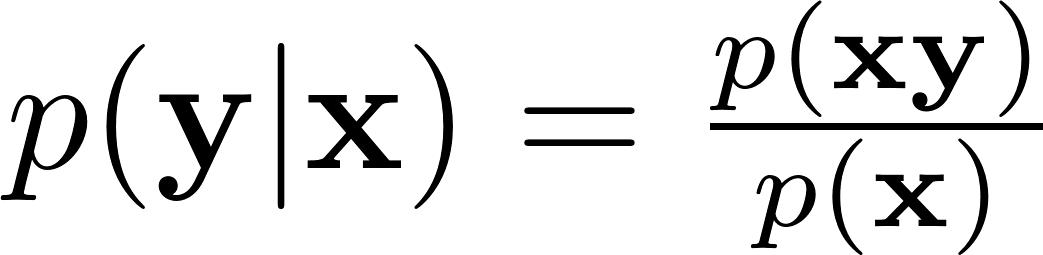 p(𝐲|𝐱) = p(𝐱𝐲) / p(𝐱)